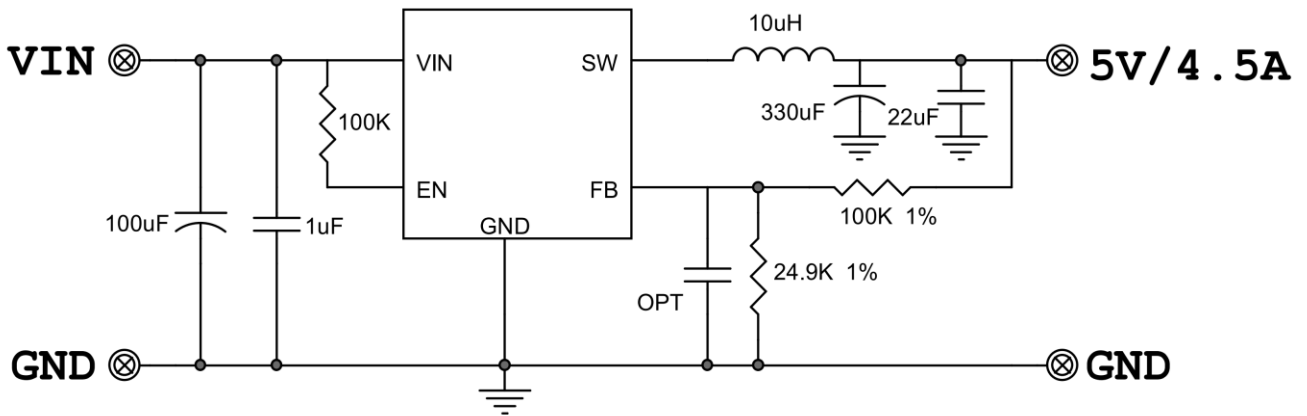 10uH
VIN
VIN
SW
5V/4.5A
100K
330uF
22uF
EN
FB
100uF
1uF
GND
100K 1%
24.9K 1%
OPT
GND
GND